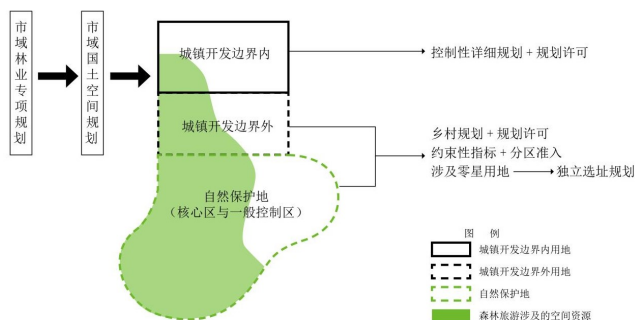 市域林业专项规划
市域国土空间规划
城镇开发边界内
城镇开发边界外
自然保护地
（核心区与一般控制区）
控制性详细规划 + 规划许可
乡村规划 + 规划许可
约束性指标 + 分区准入
涉及零星用地
独立选址规划
图 例
城镇开发边界内用地
城镇开发边界外用地
自然保护地
森林旅游涉及的空间资源